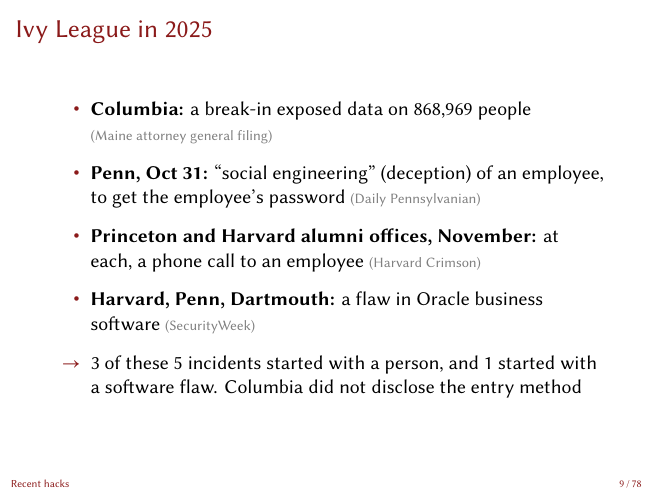 Ivy League in 2025
• Columbia: a break-in exposed data on 868,969 people
(Maine attorney general filing)
• Penn, Oct 31: “social engineering” (deception) of an employee,
to get the employee’s password (Daily Pennsylvanian)
• Princeton and Harvard alumni offices, November: at
each, a phone call to an employee (Harvard Crimson)
• Harvard, Penn, Dartmouth: a flaw in Oracle business
software (SecurityWeek)
→ 3 of these 5 incidents started with a person, and 1 started with
a software flaw. Columbia did not disclose the entry method
Recent hacks
9 / 78